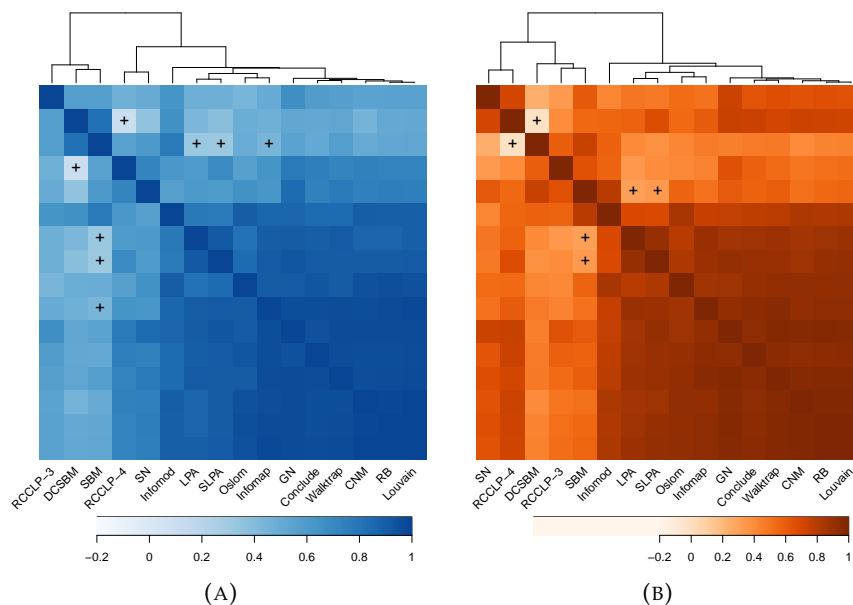 +
+
+ + +
+
+ +
+
+
+
+
+
+
+
+
+
RCCLP-3 DCSBM SBM RCCLP-4 SN Infomod LPA SLPA Oslom Infomap GN Conclude Walktrap CNM RB Louvain
SN RCCLP-4 DCSBM RCCLP-3 SBM Infomod LPA SLPA Oslom Infomap GN Conclude Walktrap CNM RB Louvain
−0.2 0 0.2 0.4 0.6 0.8 1
−0.2 0 0.2 0.4 0.6 0.8 1
(A)
(B)